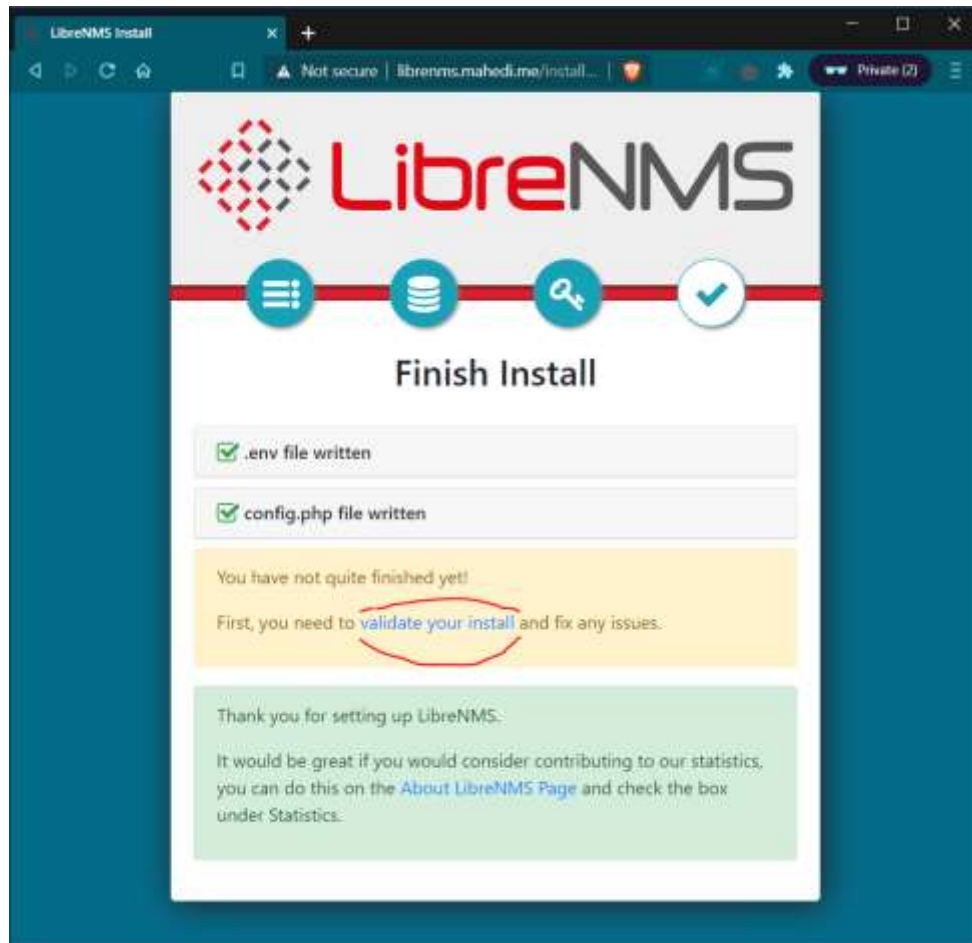 LibreNMS Install
Not secure | librenms.mahedi.me/install...
Private (2)
LibreNMS
Finish Install
.env file written
config.php file written
You have not quite finished yet!
First, you need to validate your install and fix any issues.
Thank you for setting up LibreNMS.
It would be great if you would consider contributing to our statistics,
you can do this on the About LibreNMS Page and check the box
under Statistics.